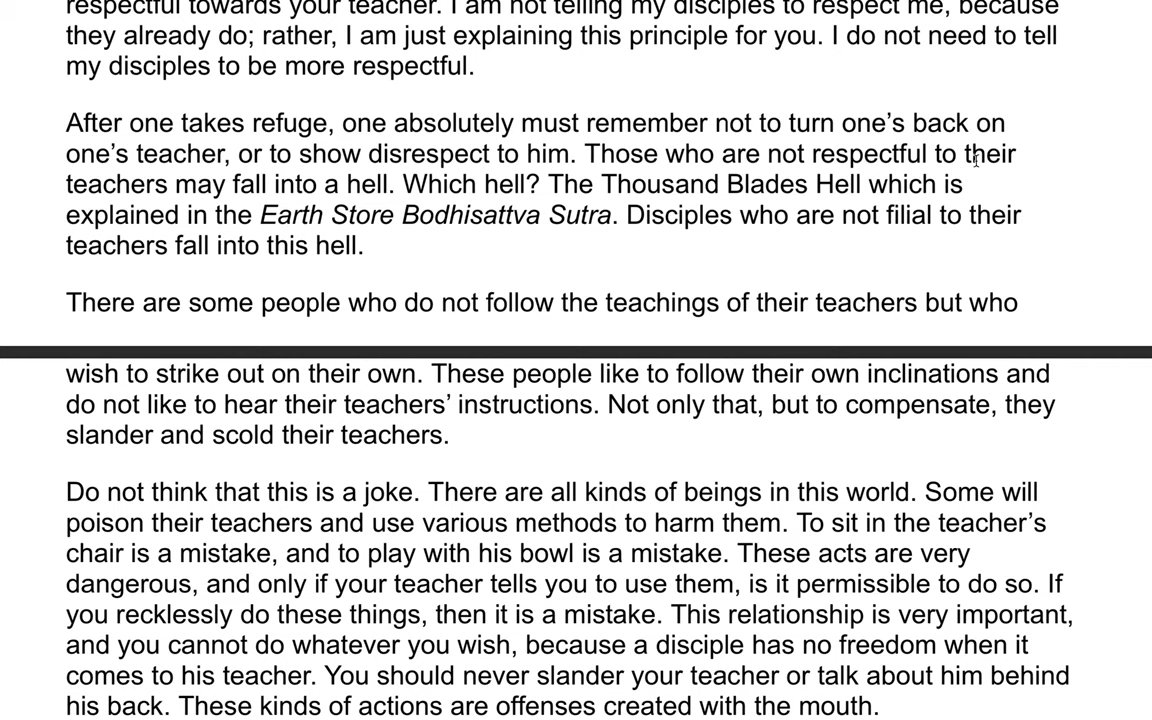 respectful towards your teacher. I am not telling my disciples to respect me, because
they already do; rather, I am just explaining this principle for you. I do not need to tell
my disciples to be more respectful.
After one takes refuge, one absolutely must remember not to turn one’s back on
one’s teacher, or to show disrespect to him. Those who are not respectful to their
teachers may fall into a hell. Which hell? The Thousand Blades Hell which is
explained in the Earth Store Bodhisattva Sutra. Disciples who are not filial to their
teachers fall into this hell.
There are some people who do not follow the teachings of their teachers but who
wish to strike out on their own. These people like to follow their own inclinations and
do not like to hear their teachers’ instructions. Not only that, but to compensate, they
slander and scold their teachers.
Do not think that this is a joke. There are all kinds of beings in this world. Some will
poison their teachers and use various methods to harm them. To sit in the teacher’s
chair is a mistake, and to play with his bowl is a mistake. These acts are very
dangerous, and only if your teacher tells you to use them, is it permissible to do so. If
you recklessly do these things, then it is a mistake. This relationship is very important,
and you cannot do whatever you wish, because a disciple has no freedom when it
comes to his teacher. You should never slander your teacher or talk about him behind
his back. These kinds of actions are offenses created with the mouth.